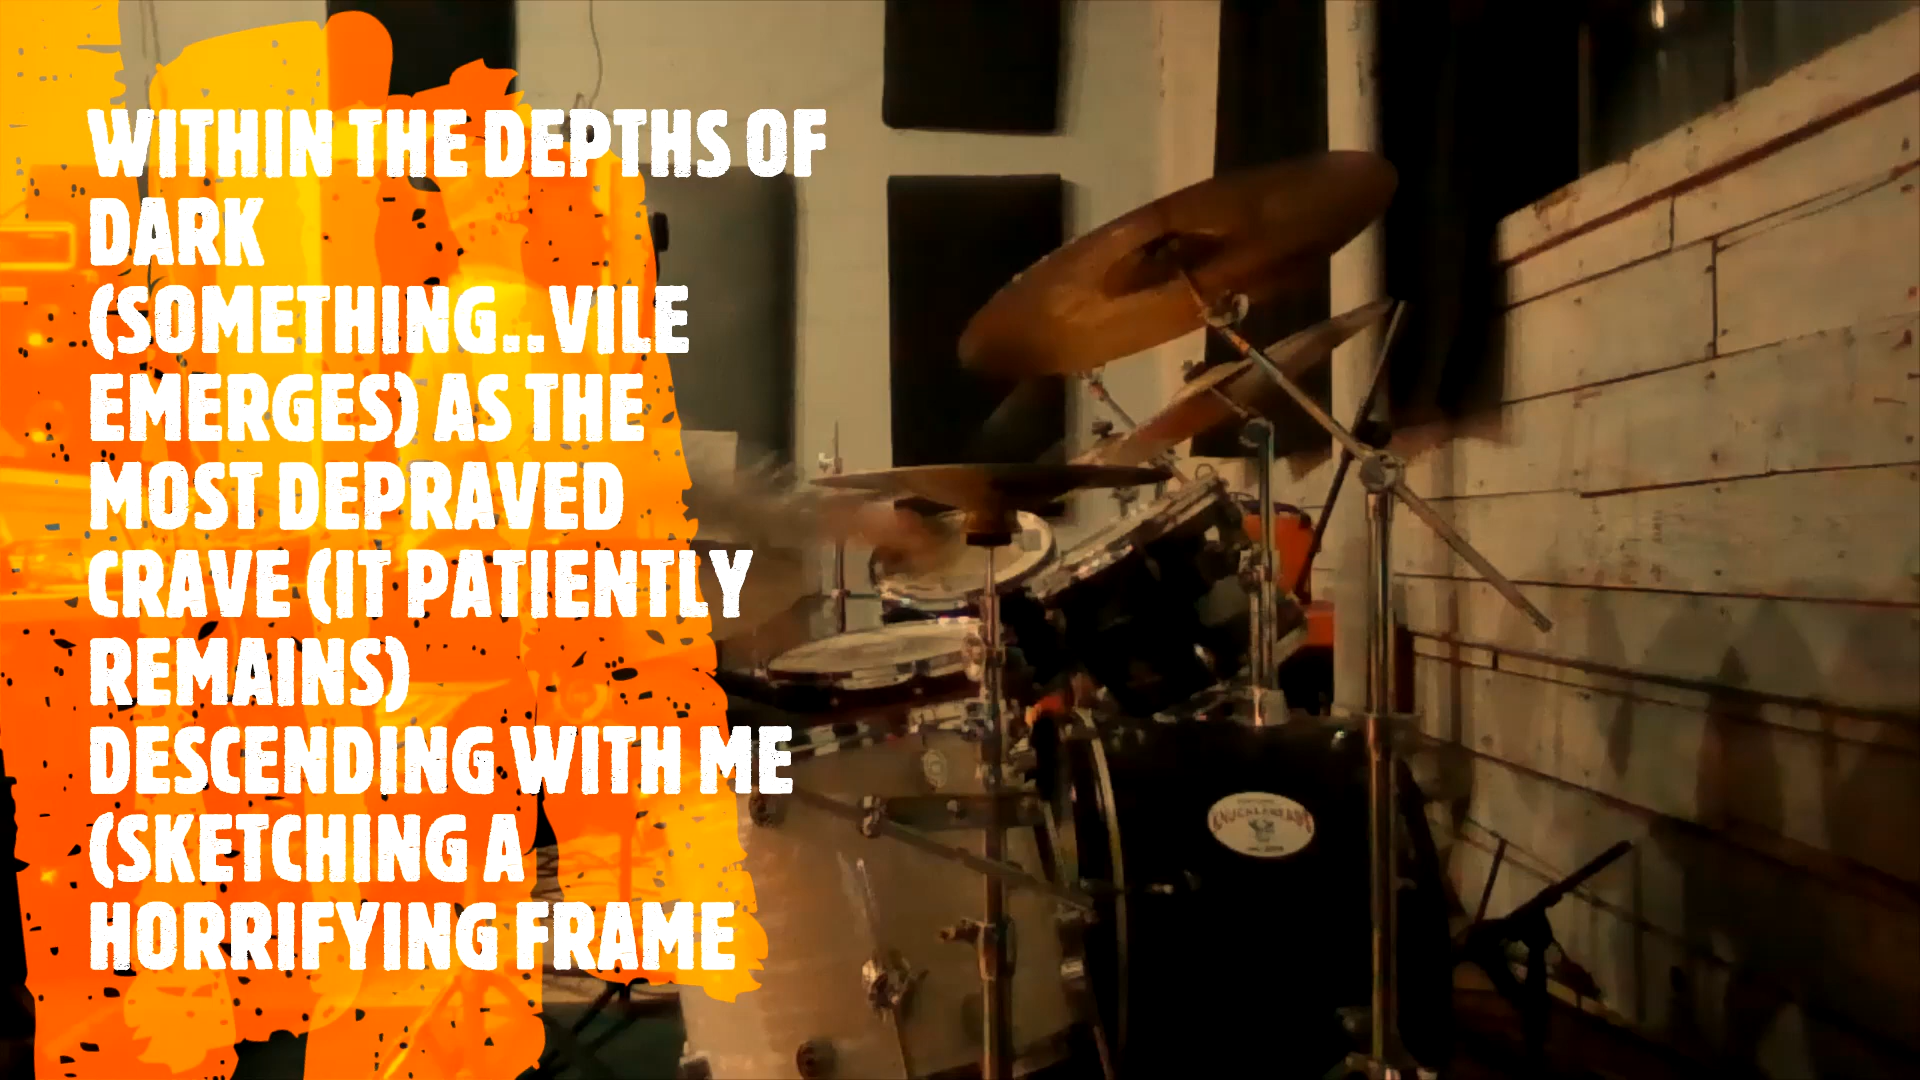 WITHIN THE DEPTHS OF
DARK
(SOMETHING..VILE
EMERGES) AS THE
MOST DEPRAVED
CRAVE (IT PATIENTLY
REMAINS)
DESCENDING WITH ME
(SKETCHING A
HORRIFYING FRAME
KNUCKLEHEADS